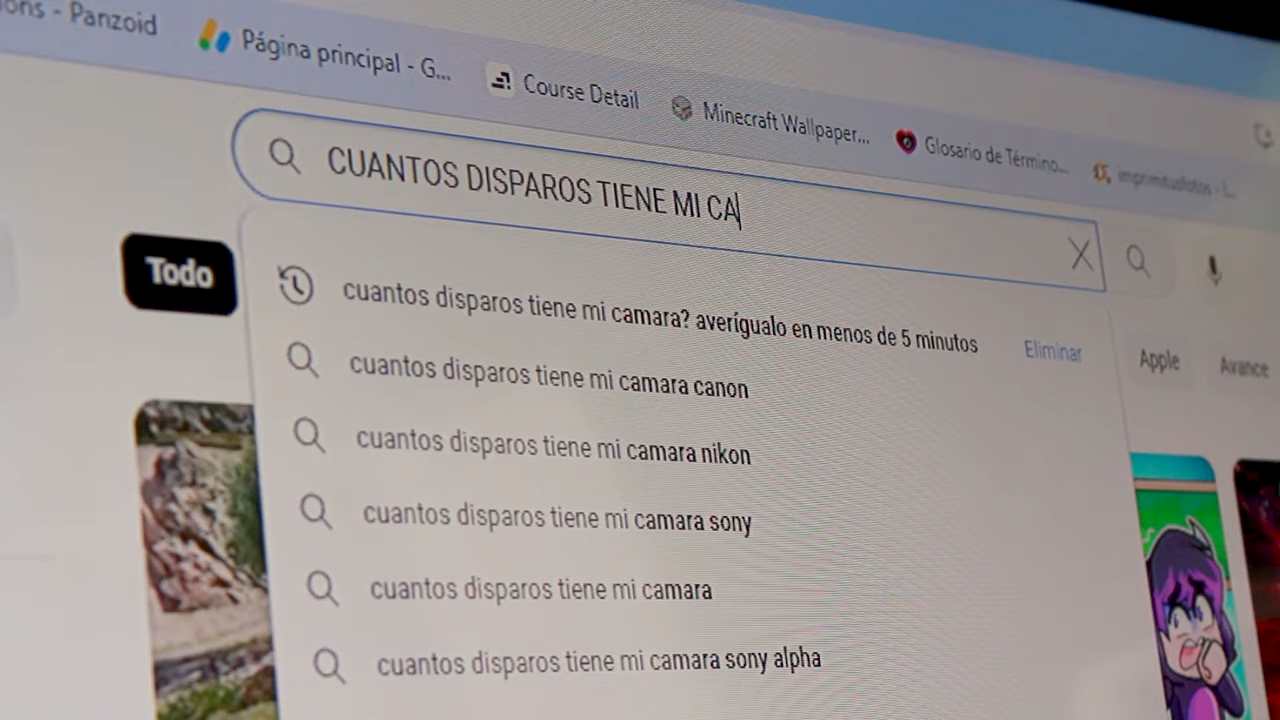 ons - Panzoid
Página principal - G...
Course Detail
Minecraft Wallpaper...
Glosario de Término...
imprimitusfotos - I...
CUANTOS DISPAROS TIENE MI CA
Todo
cuantos disparos tiene mi camara? averígualo en menos de 5 minutos
Eliminar
Apple
Avance
cuantos disparos tiene mi camara canon
cuantos disparos tiene mi camara nikon
cuantos disparos tiene mi camara sony
cuantos disparos tiene mi camara
cuantos disparos tiene mi camara sony alpha